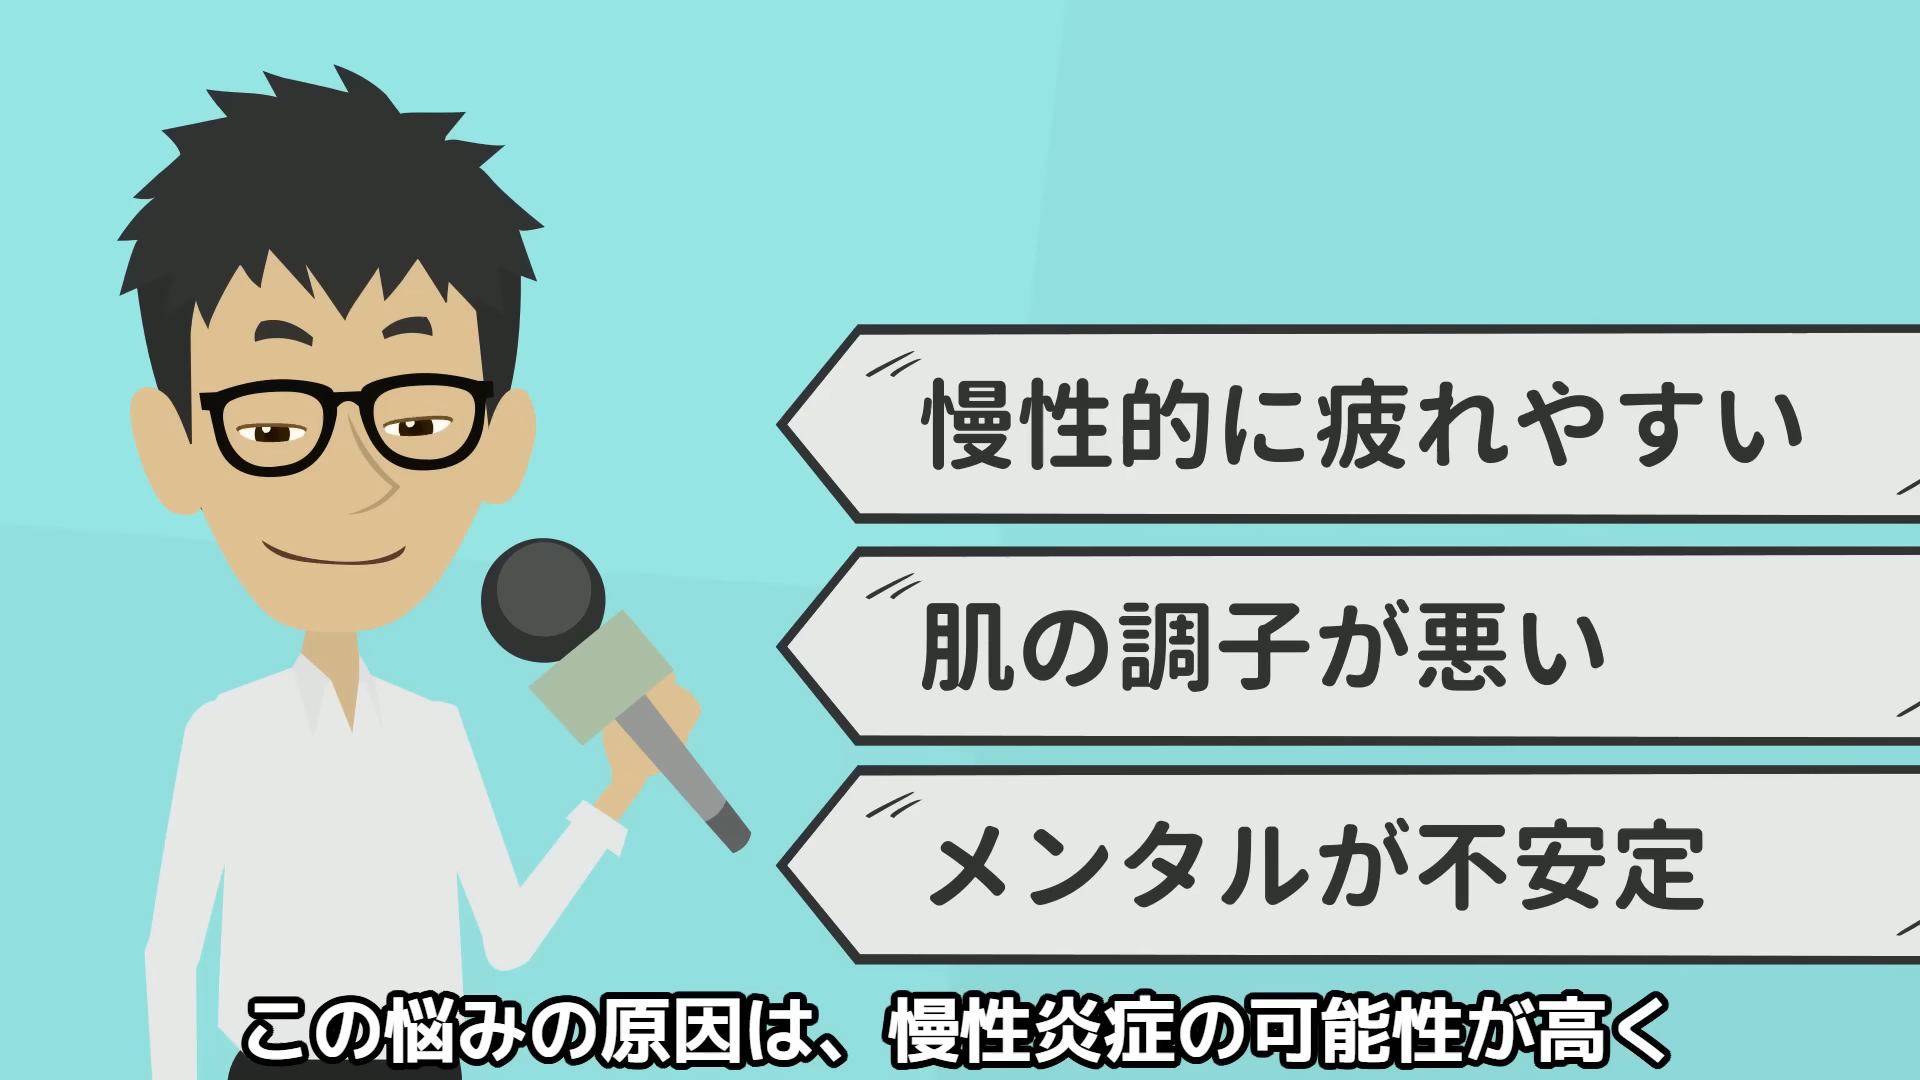 慢性的に疲れやすい
肌の調子が悪い
メンタルが不安定
この悩みの原因は、慢性炎症の可能性が高く